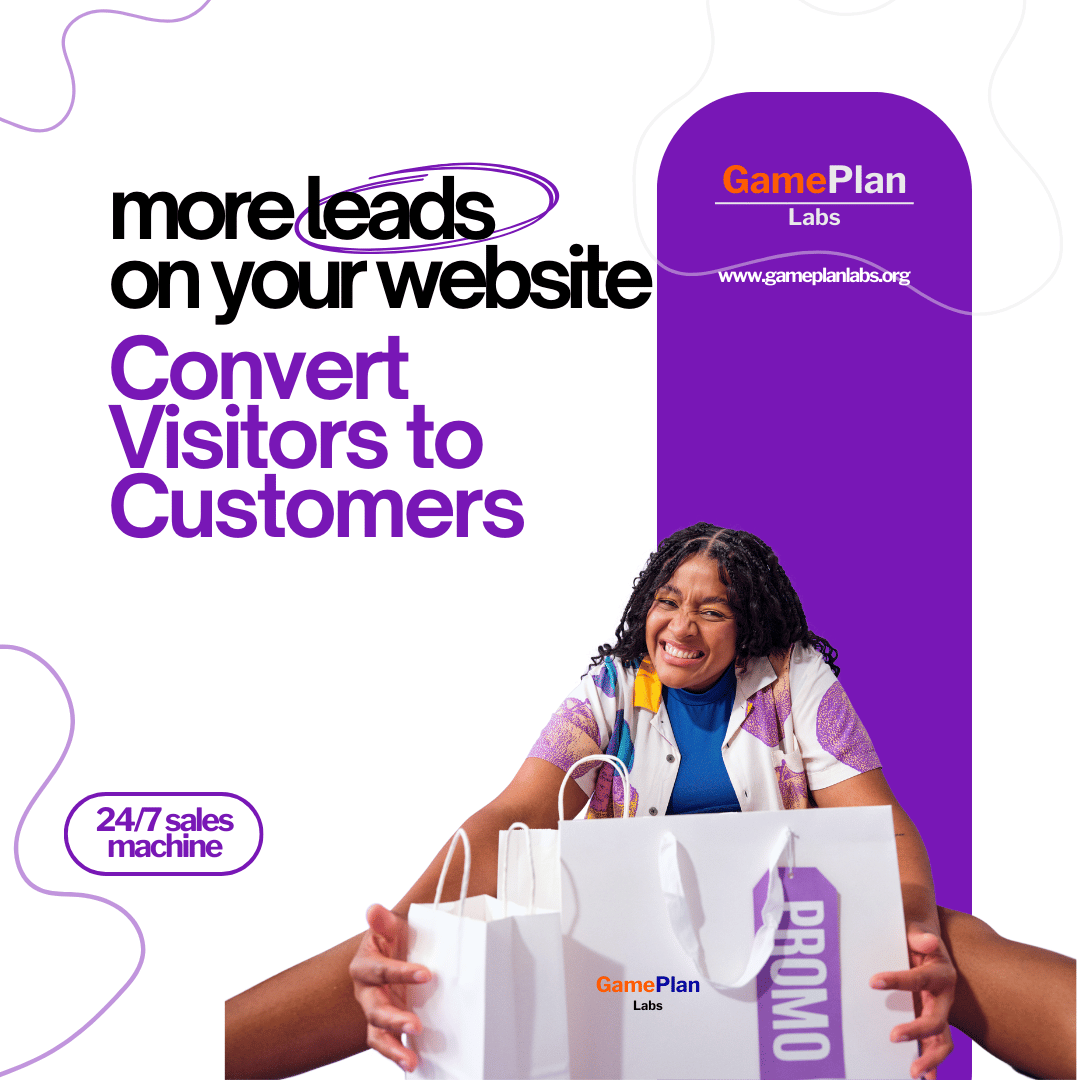 more leads
on your website
Convert
Visitors to
Customers
GamePlan
Labs
www.gameplanlabs.org
24/7 sales
machine
GamePlan
Labs
PROMO